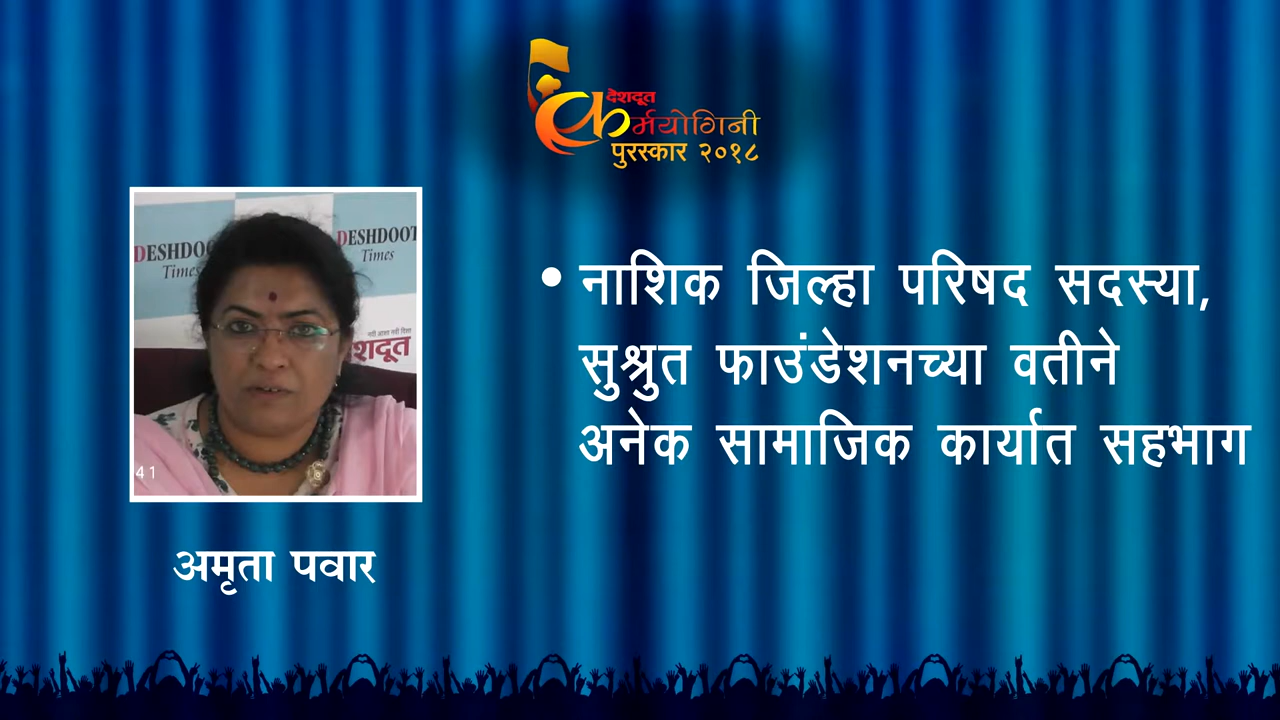 देशदूत
कर्मयोगिनी
पुरस्कार २०१८
DESHDOOT
Times
DESHDOOT
Times
शदूत
41
• नाशिक जिल्हा परिषद सदस्या,
सुश्रुत फाउंडेशनच्या वतीने
अनेक सामाजिक कार्यात सहभाग
अमृता पवार